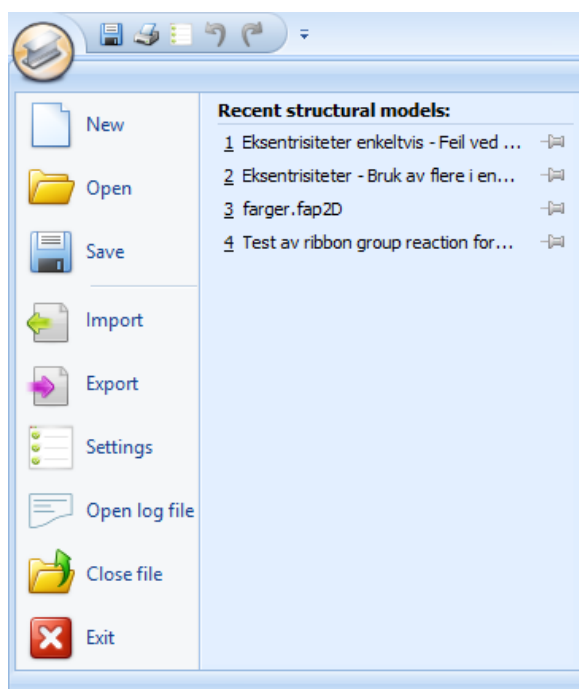 New
Open
Save
Import
Export
Settings
Open log file
Close file
Exit
Recent structural models:
1 Eksentrisiteter enkeltvis - Feil ved ...
2 Eksentrisiteter - Bruk av flere i en...
3 farger.fap2D
4 Test av ribbon group reaction for...